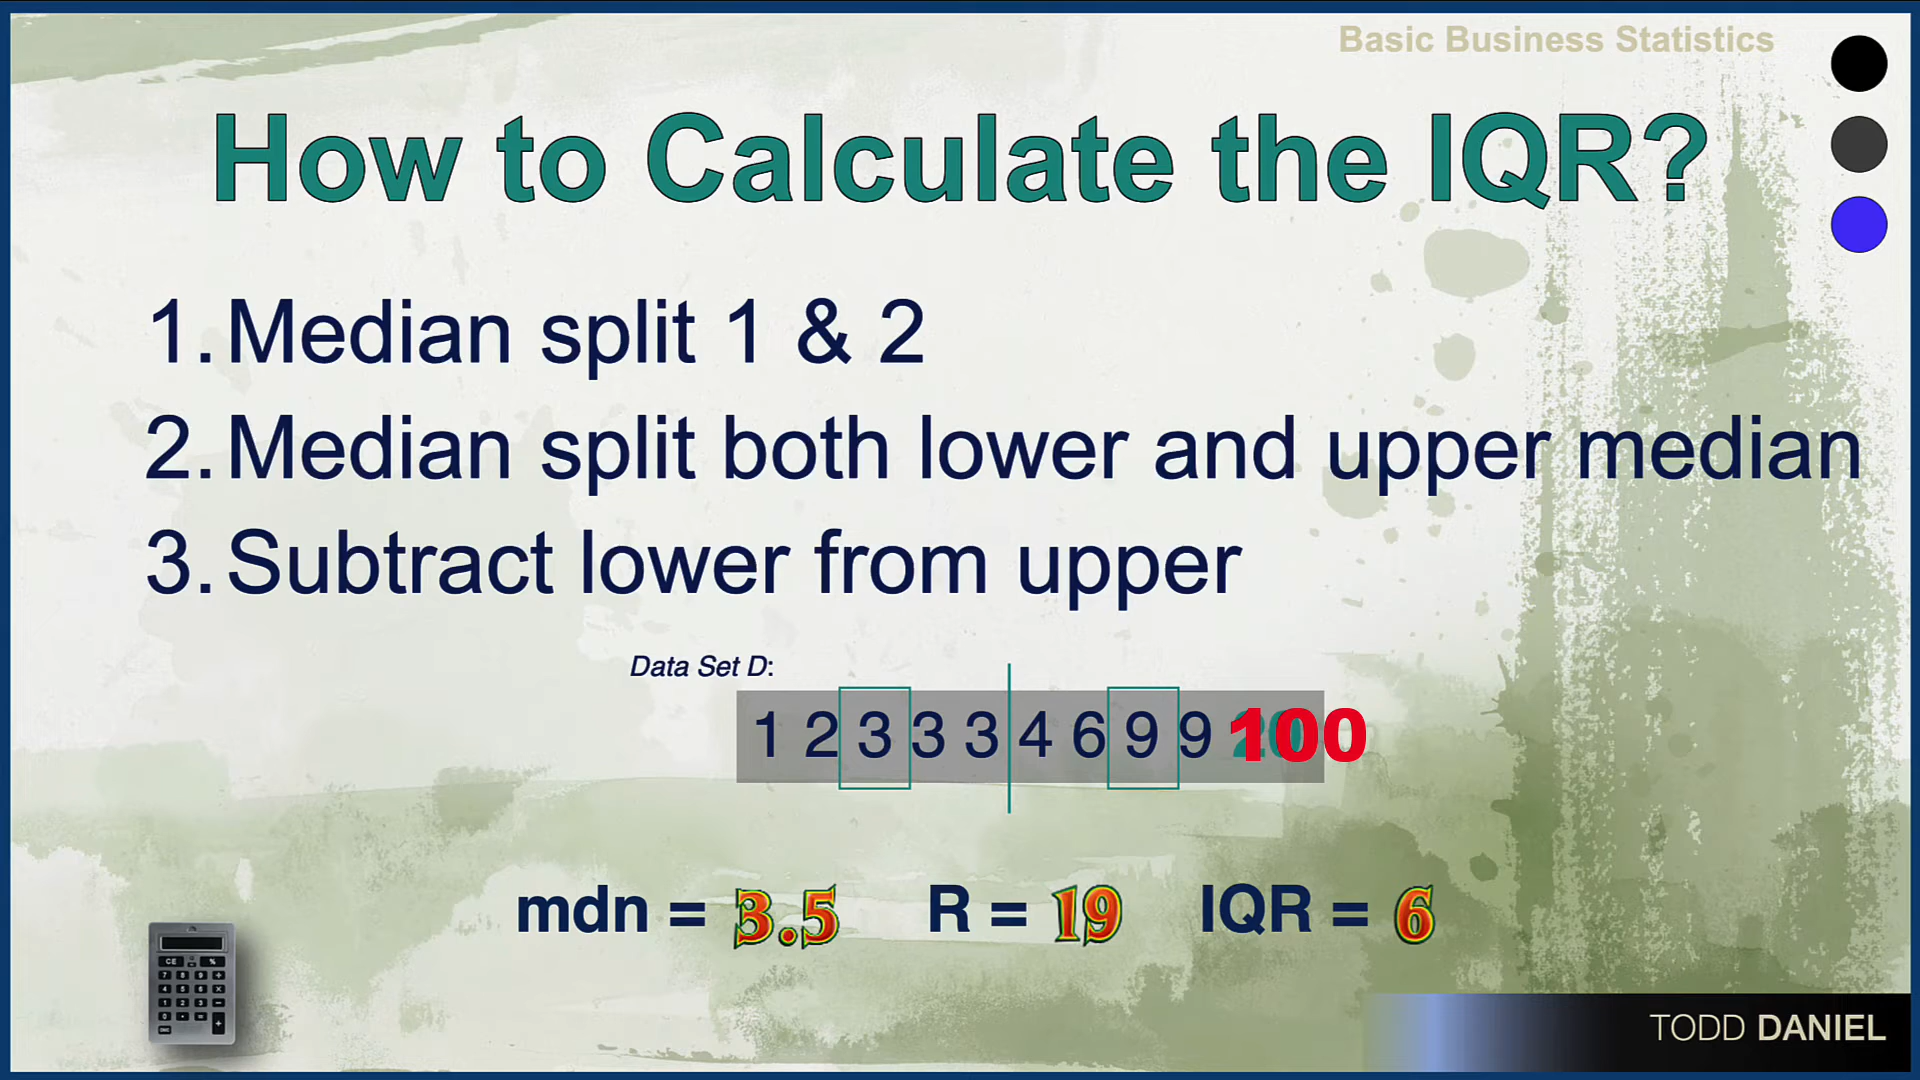 Basic Business Statistics
How to Calculate the IQR?
1. Median split 1 & 2
2. Median split both lower and upper median
3. Subtract lower from upper
Data Set D:
1 2 3 3 3 4 6 9 9 100
mdn = 3.5 R = 19 IQR = 6
TODD DANIEL